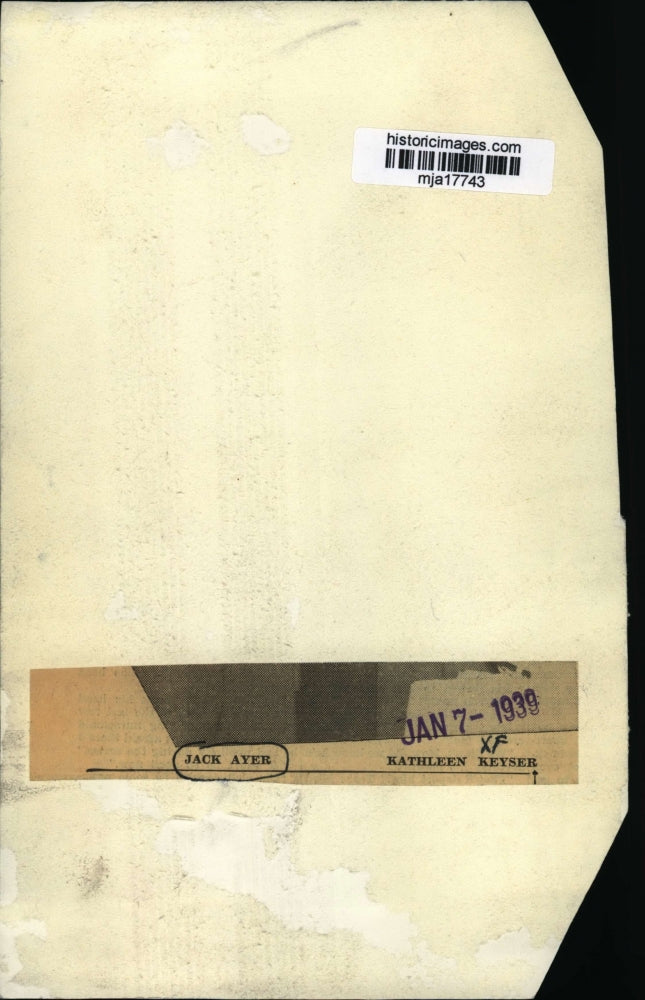 historicimages.com
mja17743
JAN 7- 1939
XF
JACK AYER KATHLEEN KEYSER